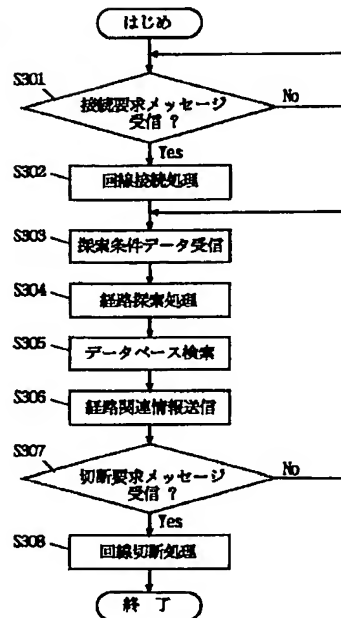 はじめ
S301
接続要求メッセージ
受信 ?
No
Yes
S302
回線接続処理
S303
探索条件データ受信
S304
経路探索処理
S305
データベース検索
S306
経路関連情報送信
S307
切断要求メッセージ
受信 ?
No
Yes
S308
回線切断処理
終 了